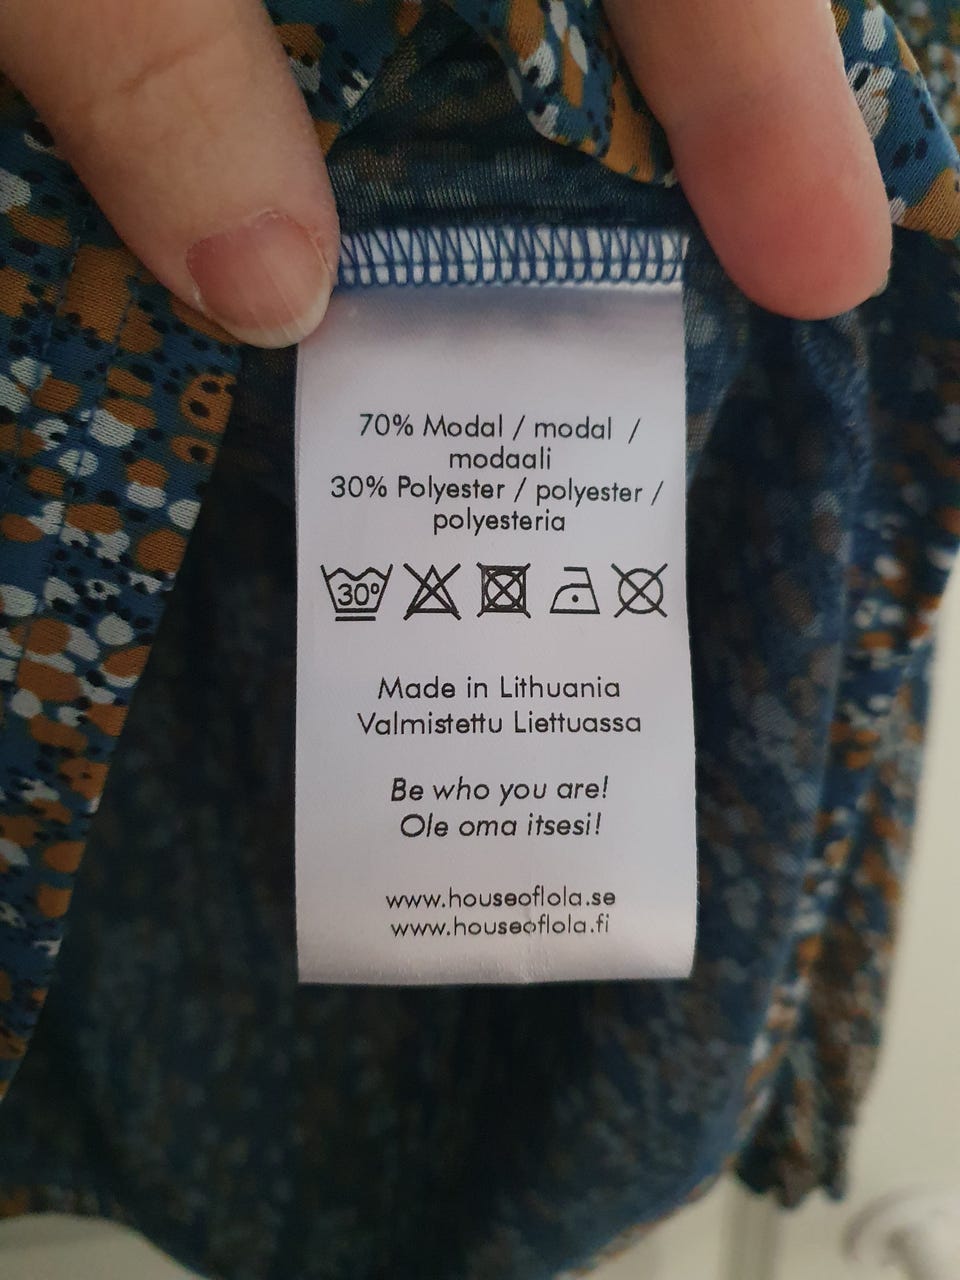 70% Modal / modal /
modaali
30% Polyester / polyester /
polyesteria
30°
Made in Lithuania
Valmistettu Liettuassa
Be who you are!
Ole oma itsesi!
www.houseoflola.se
www.houseoflola.fi